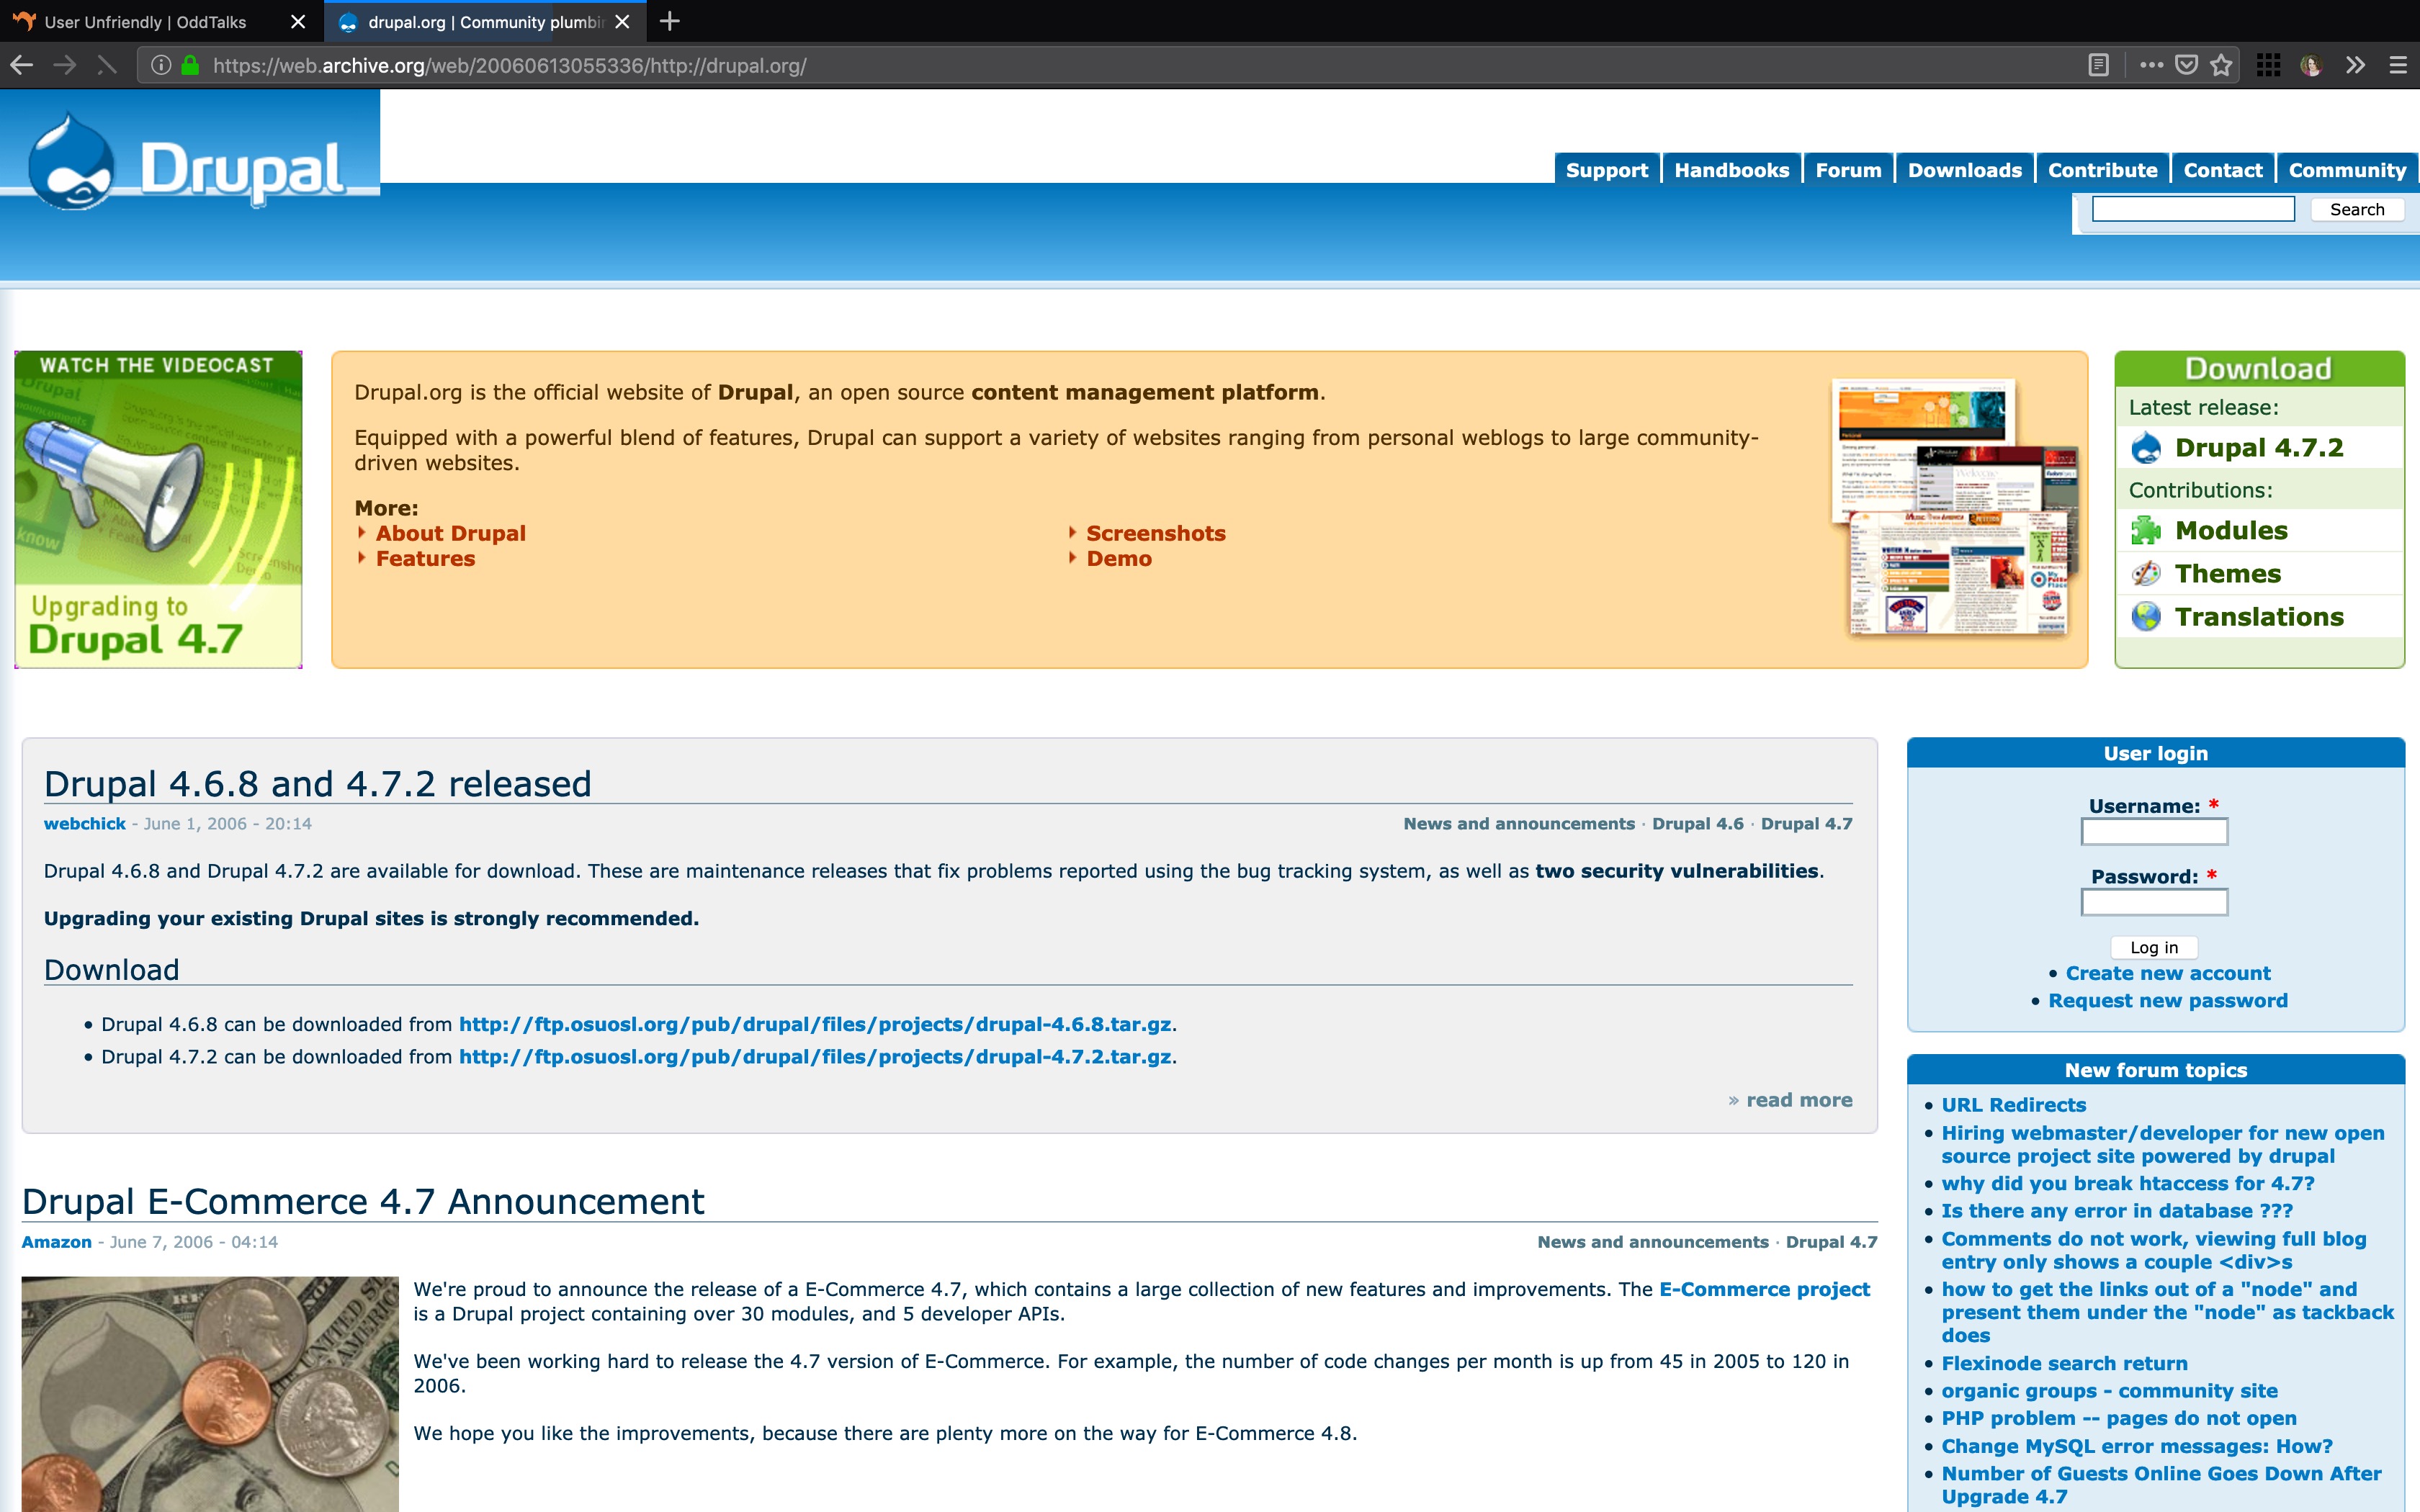 User Unfriendly | OddTalks
drupal.org | Community plumbin
https://web.archive.org/web/20060613055336/http://drupal.org/
Drupal
Support
Handbooks
Forum
Downloads
Contribute
Contact
Community
Search
WATCH THE VIDEOCAST
Upgrading to
Drupal 4.7
Drupal.org is the official website of Drupal, an open source content management platform.
Equipped with a powerful blend of features, Drupal can support a variety of websites ranging from personal weblogs to large community-
driven websites.
More:
About Drupal
Features
Screenshots
Demo
Download
Latest release:
Drupal 4.7.2
Contributions:
Modules
Themes
Translations
Drupal 4.6.8 and 4.7.2 released
webchick - June 1, 2006 - 20:14
News and announcements · Drupal 4.6 · Drupal 4.7
Drupal 4.6.8 and Drupal 4.7.2 are available for download. These are maintenance releases that fix problems reported using the bug tracking system, as well as two security vulnerabilities.
Upgrading your existing Drupal sites is strongly recommended.
Download
• Drupal 4.6.8 can be downloaded from http://ftp.osuosl.org/pub/drupal/files/projects/drupal-4.6.8.tar.gz.
• Drupal 4.7.2 can be downloaded from http://ftp.osuosl.org/pub/drupal/files/projects/drupal-4.7.2.tar.gz.
» read more
Drupal E-Commerce 4.7 Announcement
Amazon - June 7, 2006 - 04:14
News and announcements · Drupal 4.7
We're proud to announce the release of a E-Commerce 4.7, which contains a large collection of new features and improvements. The E-Commerce project
is a Drupal project containing over 30 modules, and 5 developer APIs.
We've been working hard to release the 4.7 version of E-Commerce. For example, the number of code changes per month is up from 45 in 2005 to 120 in
2006.
We hope you like the improvements, because there are plenty more on the way for E-Commerce 4.8.
User login
Username: *
Password: *
Log in
• Create new account
• Request new password
New forum topics
• URL Redirects
• Hiring webmaster/developer for new open
source project site powered by drupal
• why did you break htaccess for 4.7?
• Is there any error in database ???
• Comments do not work, viewing full blog
entry only shows a couple <div>s
• how to get the links out of a "node" and
present them under the "node" as tackback
does
• Flexinode search return
• organic groups - community site
• PHP problem -- pages do not open
• Change MySQL error messages: How?
• Number of Guests Online Goes Down After
Upgrade 4.7